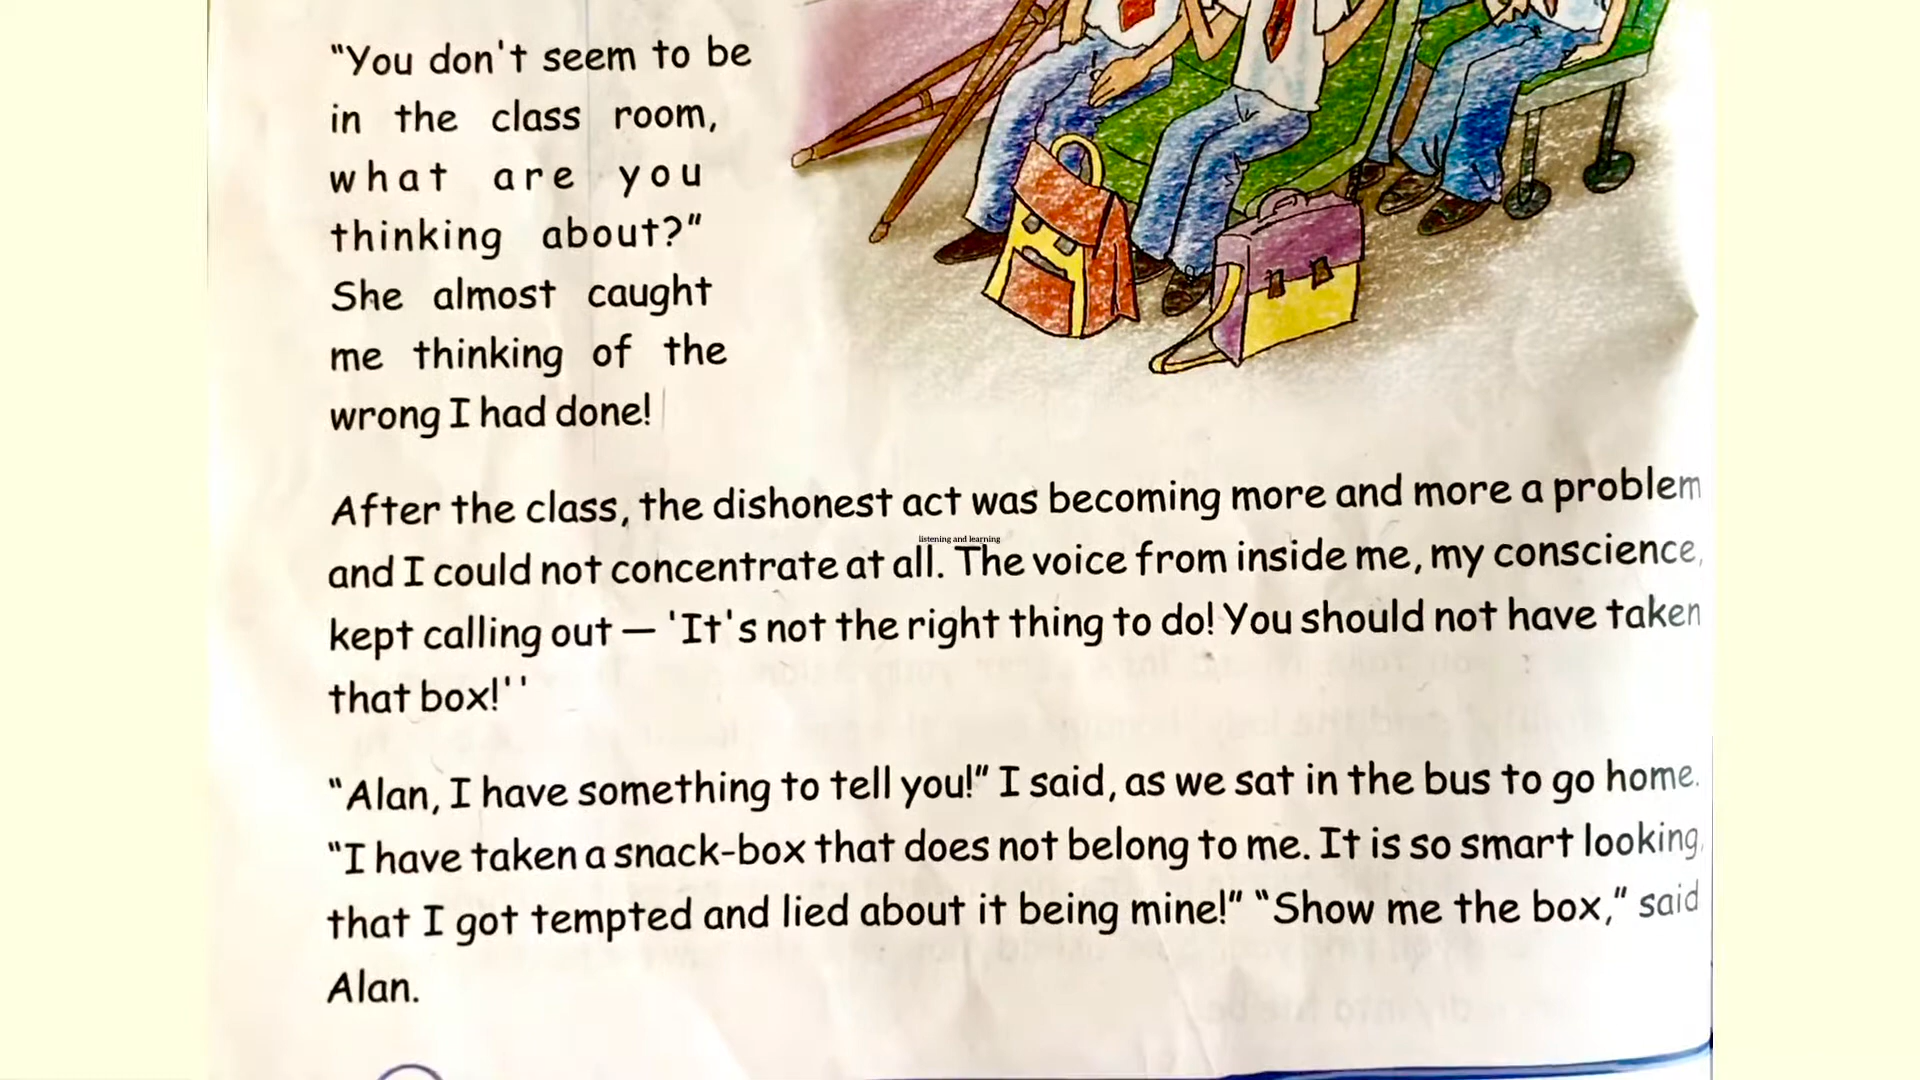 "You don't seem to be
in the class room,
what are you
thinking about?"
She almost caught
me thinking of the
wrong I had done!
After the class, the dishonest act was becoming more and more a problem
listening and learning
and I could not concentrate at all. The voice from inside me, my conscience,
kept calling out — 'It's not the right thing to do! You should not have taken
that box!''
"Alan, I have something to tell you!" I said, as we sat in the bus to go home.
"I have taken a snack-box that does not belong to me. It is so smart looking,
that I got tempted and lied about it being mine!" "Show me the box," said
Alan.